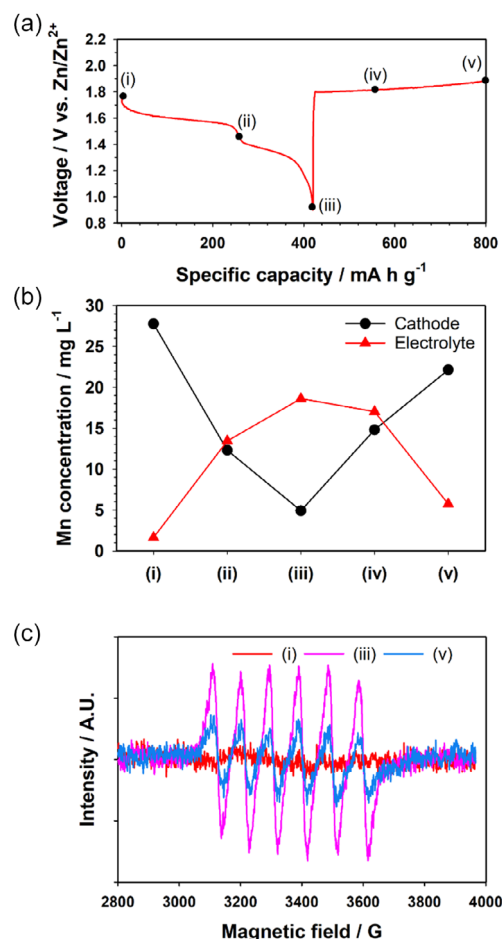 (a)
Voltage / V vs. Zn/Zn²⁺
2.2
2.0
1.8
1.6
1.4
1.2
1.0
0.8
(i)
(ii)
(iii)
(iv)
(v)
0
200
400
600
800
Specific capacity / mA h g⁻¹
(b)
Mn concentration / mg L⁻¹
30
25
20
15
10
5
0
Cathode
Electrolyte
(i)
(ii)
(iii)
(iv)
(v)
(c)
Intensity / A.U.
(i)
(iii)
(v)
2800
3000
3200
3400
3600
3800
4000
Magnetic field / G